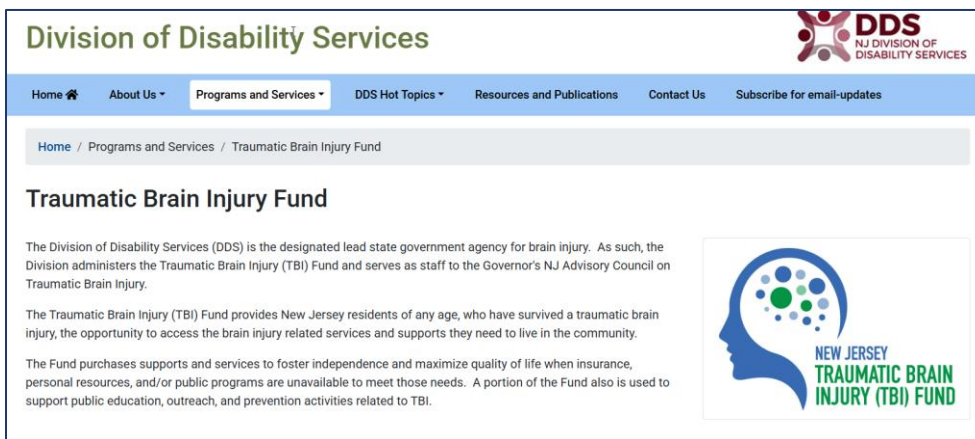 Division of Disability Services
DDS
NJ DIVISION OF
DISABILITY SERVICES
Home About Us Programs and Services DDS Hot Topics Resources and Publications Contact Us Subscribe for email-updates
Home / Programs and Services / Traumatic Brain Injury Fund
Traumatic Brain Injury Fund
The Division of Disability Services (DDS) is the designated lead state government agency for brain injury. As such, the
Division administers the Traumatic Brain Injury (TBI) Fund and serves as staff to the Governor's NJ Advisory Council on
Traumatic Brain Injury.
The Traumatic Brain Injury (TBI) Fund provides New Jersey residents of any age, who have survived a traumatic brain
injury, the opportunity to access the brain injury related services and supports they need to live in the community.
The Fund purchases supports and services to foster independence and maximize quality of life when insurance,
personal resources, and/or public programs are unavailable to meet those needs. A portion of the Fund also is used to
support public education, outreach, and prevention activities related to TBI.
NEW JERSEY
TRAUMATIC BRAIN
INJURY (TBI) FUND